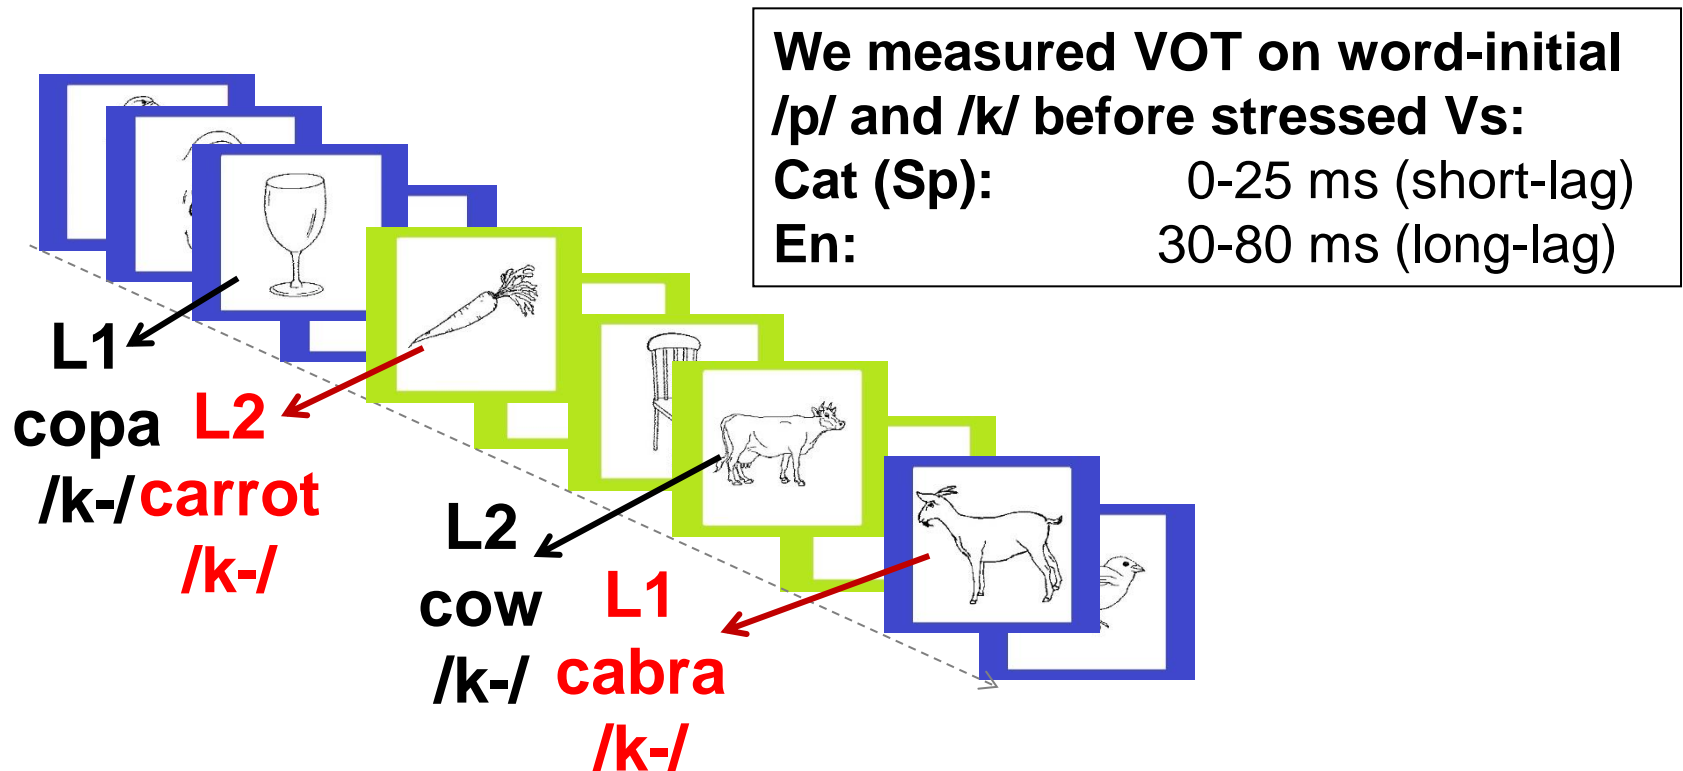 We measured VOT on word-initial
/p/ and /k/ before stressed Vs:
Cat (Sp): 0-25 ms (short-lag)
En: 30-80 ms (long-lag)
L1
copa
/k-/
L2
carrot
/k-/
L2
cow
/k-/
L1
cabra
/k-/